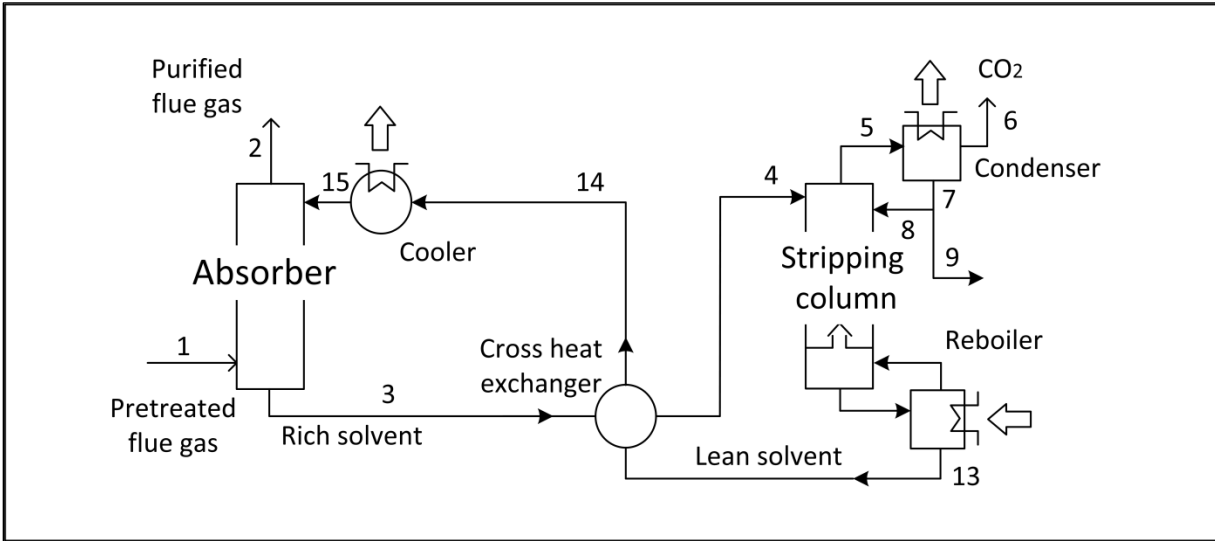 Purified
flue gas
2
15
Cooler
14
Absorber
1
Pretreated
flue gas
3
Rich solvent
Cross heat
exchanger
4
5
CO2
6
Condenser
7
8
9
Stripping
column
Reboiler
Lean solvent
13